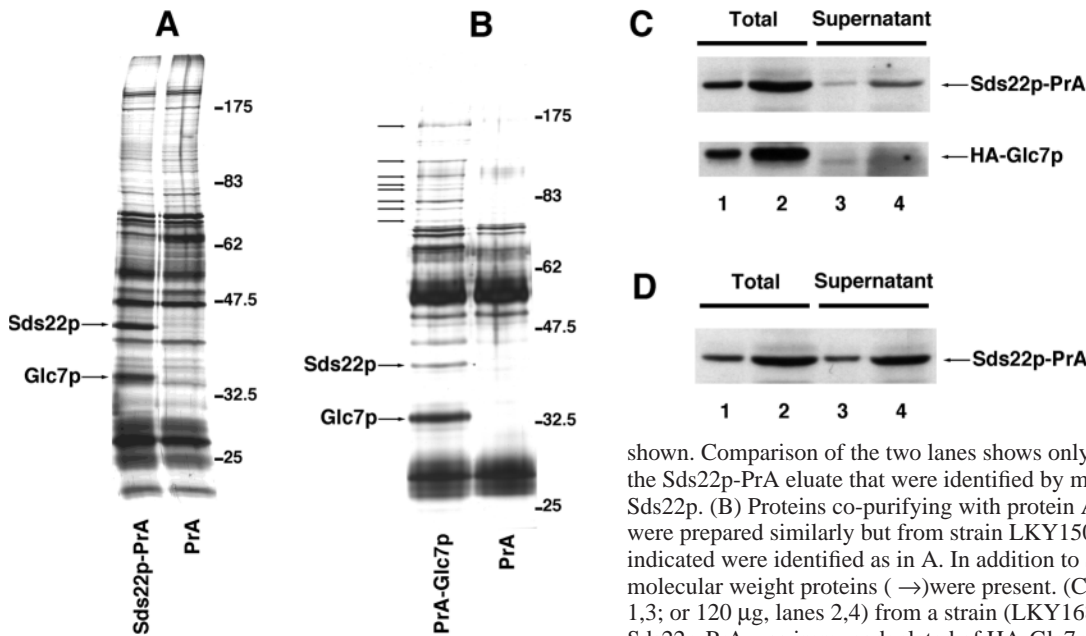 A
-175
-83
-62
-47.5
Sds22p→
Glc7p→
-32.5
-25
Sds22p-PrA
PrA
B
-175
-83
-62
-47.5
Sds22p→
Glc7p→
-32.5
-25
PrA-Glc7p
PrA
C
Total Supernatant
←Sds22p-PrA
←HA-Glc7p
1 2 3 4
D
Total Supernatant
←Sds22p-PrA
1 2 3 4
shown. Comparison of the two lanes shows only
the Sds22p-PrA eluate that were identified by m
Sds22p. (B) Proteins co-purifying with protein A
were prepared similarly but from strain LKY150
indicated were identified as in A. In addition to
molecular weight proteins ( →)were present. (C
1,3; or 120 µg, lanes 2,4) from a strain (LKY16